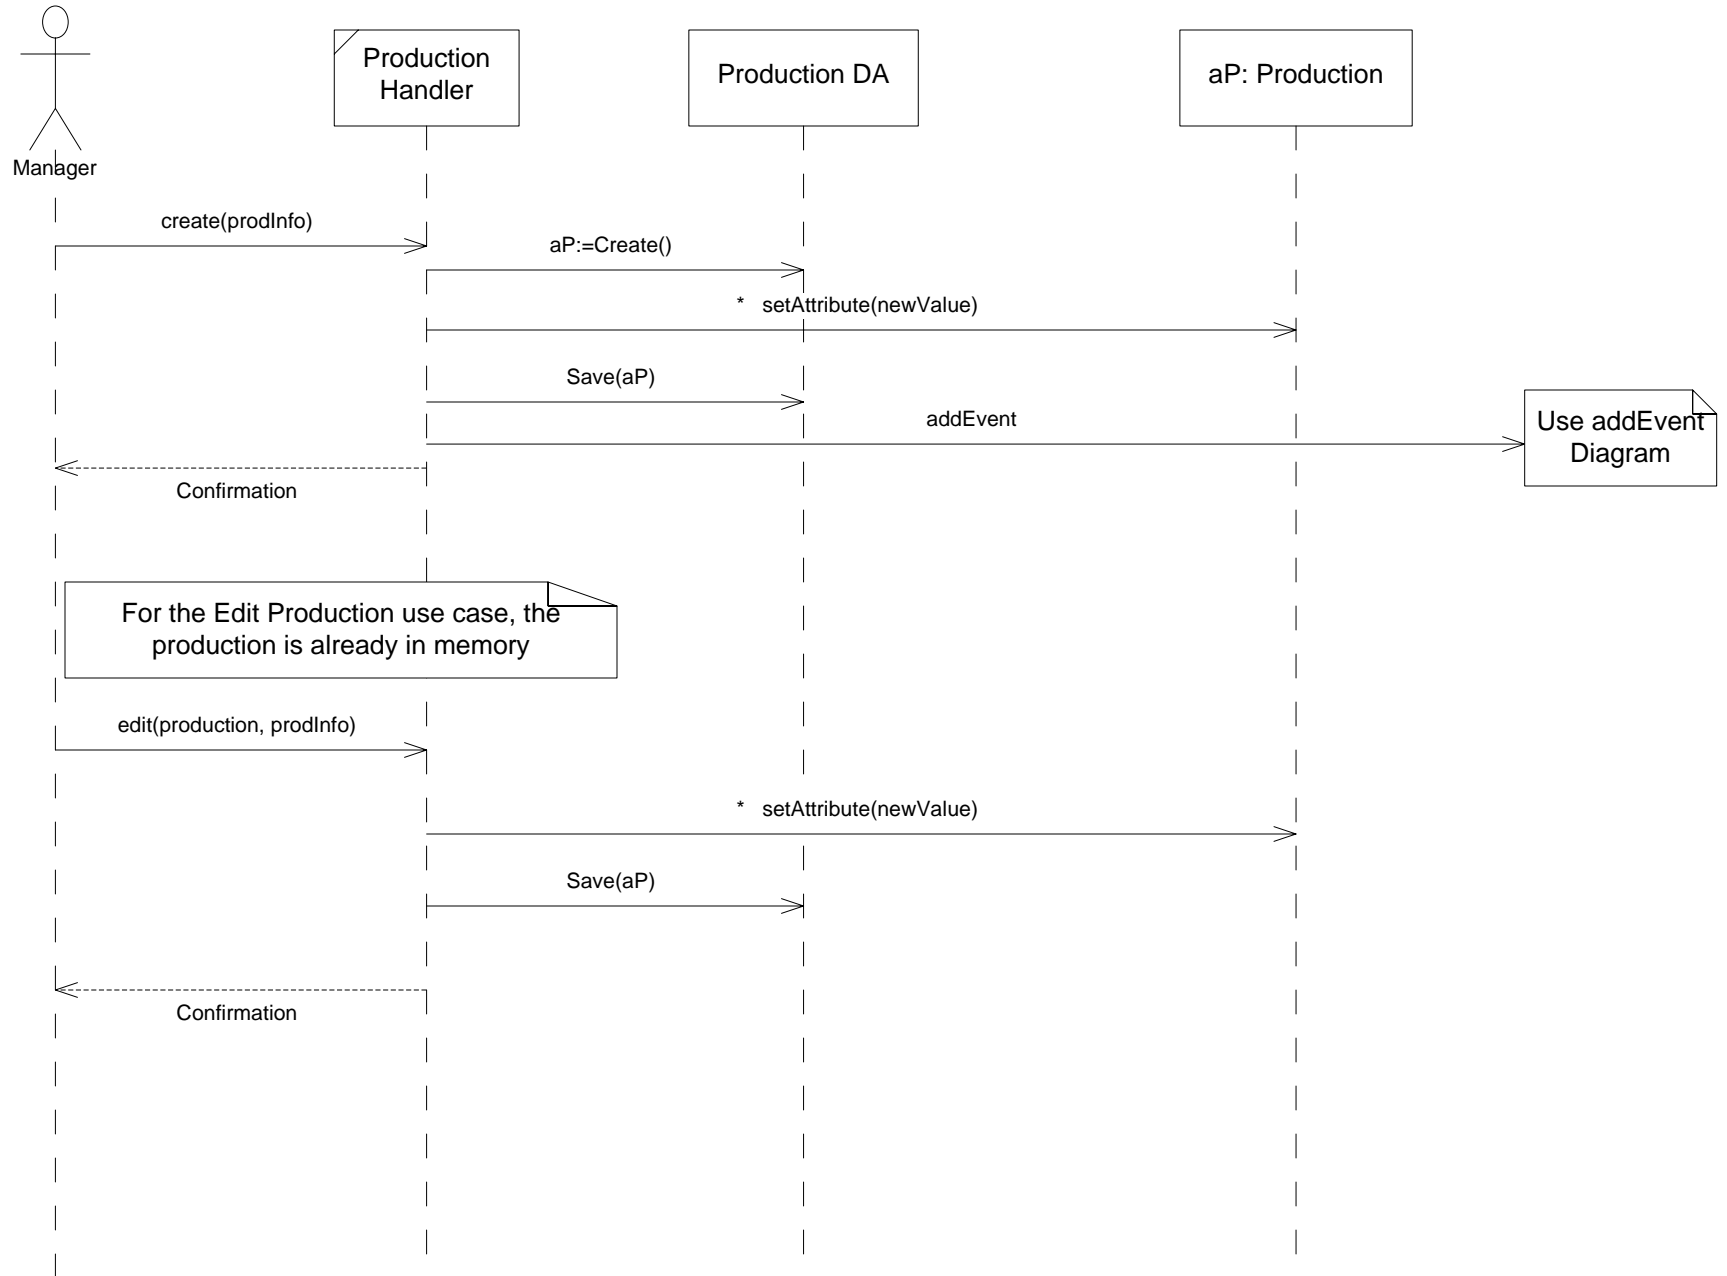 Production
Handler
Production DA
aP: Production
Manager
create(prodInfo)
aP:=Create()
* setAttribute(newValue)
Save(aP)
addEvent
Use addEvent
Diagram
Confirmation
For the Edit Production use case, the
production is already in memory
edit(production, prodInfo)
* setAttribute(newValue)
Save(aP)
Confirmation